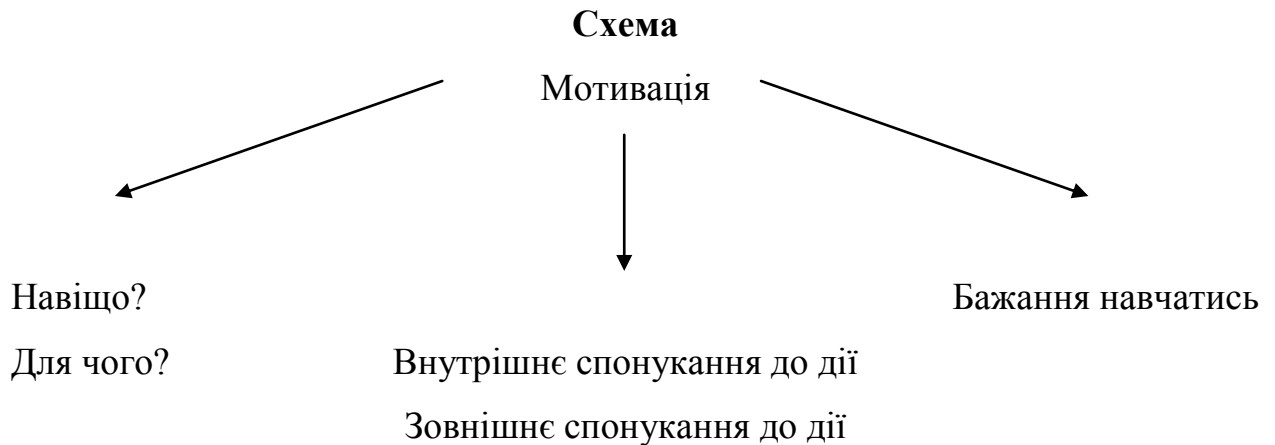 Схема
Мотивація
Навіщо?
Бажання навчатись
Для чого?
Внутрішнє спонукання до дії
Зовнішнє спонукання до дії